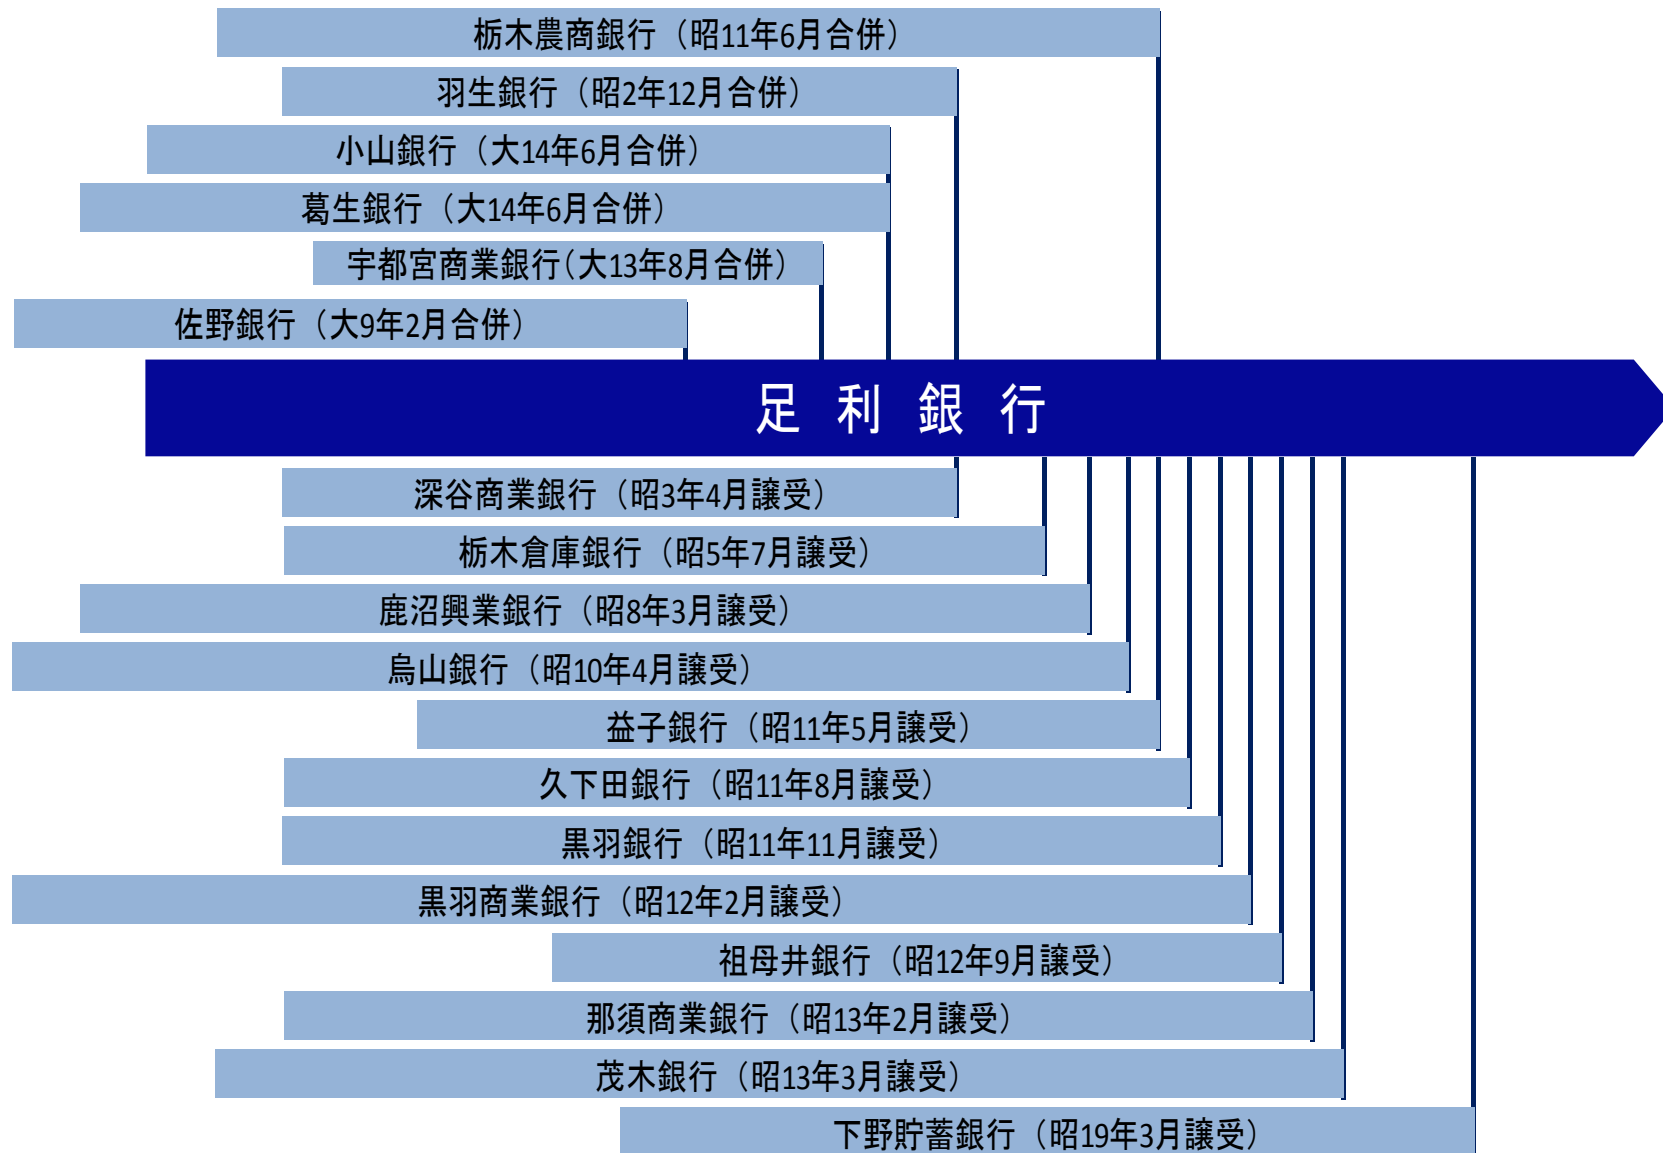 栃木農商銀行（昭11年6月合併）
羽生銀行（昭2年12月合併）
小山銀行（大14年6月合併）
葛生銀行（大14年6月合併）
宇都宮商業銀行（大13年8月合併）
佐野銀行（大9年2月合併）
足利銀行
深谷商業銀行（昭3年4月譲受）
栃木倉庫銀行（昭5年7月譲受）
鹿沼興業銀行（昭8年3月譲受）
烏山銀行（昭10年4月譲受）
益子銀行（昭11年5月譲受）
久下田銀行（昭11年8月譲受）
黒羽銀行（昭11年11月譲受）
黒羽商業銀行（昭12年2月譲受）
祖母井銀行（昭12年9月譲受）
那須商業銀行（昭13年2月譲受）
茂木銀行（昭13年3月譲受）
下野貯蓄銀行（昭19年3月譲受）